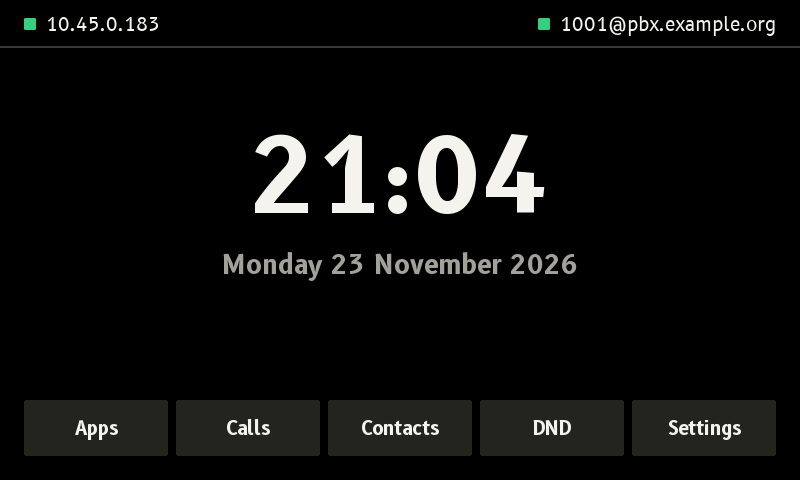 10.45.0.183
1001@pbx.example.org
21:04
Monday 23 November 2026
Apps
Calls
Contacts
DND
Settings